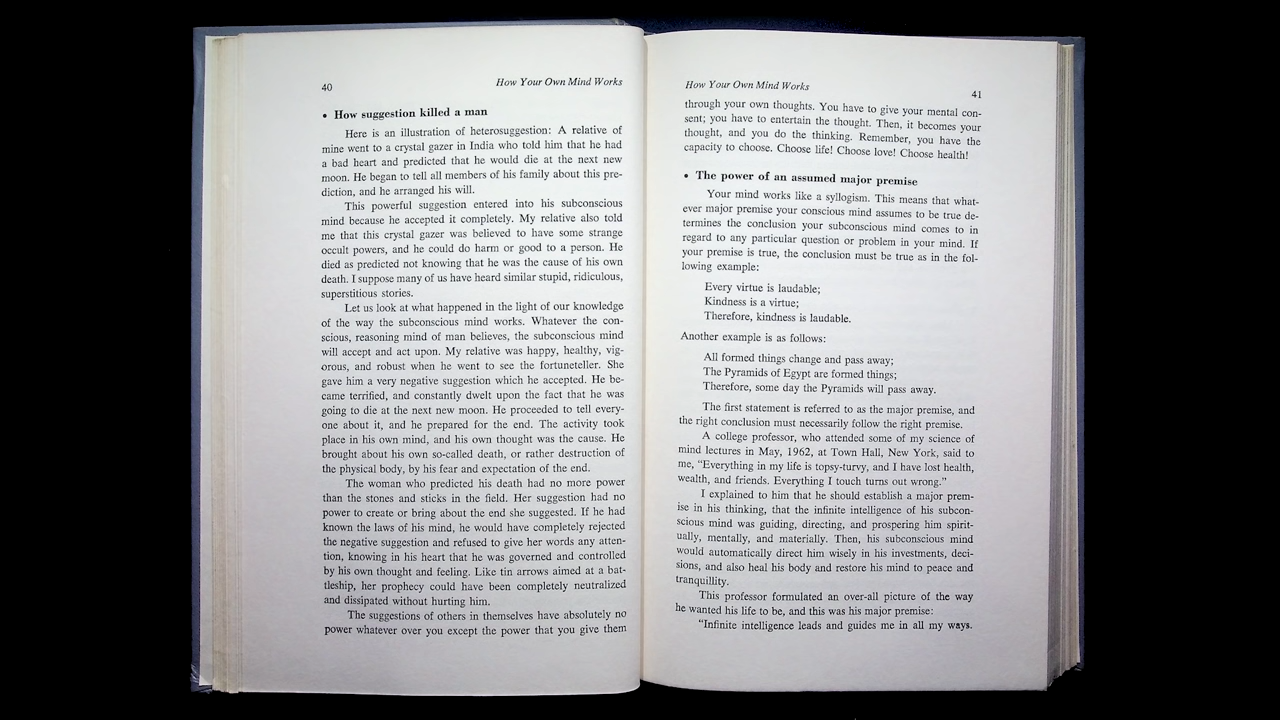 40
How Your Own Mind Works
• How suggestion killed a man
Here is an illustration of heterosuggestion: A relative of
mine went to a crystal gazer in India who told him that he had
a bad heart and predicted that he would die at the next new
moon. He began to tell all members of his family about this pre-
diction, and he arranged his will.
This powerful suggestion entered into his subconscious
mind because he accepted it completely. My relative also told
me that this crystal gazer was believed to have some strange
occult powers, and he could do harm or good to a person. He
died as predicted not knowing that he was the cause of his own
death. I suppose many of us have heard similar stupid, ridiculous,
superstitious stories.
Let us look at what happened in the light of our knowledge
of the way the subconscious mind works. Whatever the con-
scious, reasoning mind of man believes, the subconscious mind
will accept and act upon. My relative was happy, healthy, vig-
orous, and robust when he went to see the fortuneteller. She
gave him a very negative suggestion which he accepted. He be-
came terrified, and constantly dwelt upon the fact that he was
going to die at the next new moon. He proceeded to tell every-
one about it, and he prepared for the end. The activity took
place in his own mind, and his own thought was the cause. He
brought about his own so-called death, or rather destruction of
the physical body, by his fear and expectation of the end.
The woman who predicted his death had no more power
than the stones and sticks in the field. Her suggestion had no
power to create or bring about the end she suggested. If he had
known the laws of his mind, he would have completely rejected
the negative suggestion and refused to give her words any atten-
tion, knowing in his heart that he was governed and controlled
by his own thought and feeling. Like tin arrows aimed at a bat-
tleship, her prophecy could have been completely neutralized
and dissipated without hurting him.
The suggestions of others in themselves have absolutely no
power whatever over you except the power that you give them
How Your Own Mind Works
41
through your own thoughts. You have to give your mental con-
sent; you have to entertain the thought. Then, it becomes your
thought, and you do the thinking. Remember, you have the
capacity to choose. Choose life! Choose love! Choose health!
• The power of an assumed major premise
Your mind works like a syllogism. This means that what-
ever major premise your conscious mind assumes to be true de-
termines the conclusion your subconscious mind comes to in
regard to any particular question or problem in your mind. If
your premise is true, the conclusion must be true as in the fol-
lowing example:
Every virtue is laudable;
Kindness is a virtue;
Therefore, kindness is laudable.
Another example is as follows:
All formed things change and pass away;
The Pyramids of Egypt are formed things;
Therefore, some day the Pyramids will pass away.
The first statement is referred to as the major premise, and
the right conclusion must necessarily follow the right premise.
A college professor, who attended some of my science of
mind lectures in May, 1962, at Town Hall, New York, said to
me, “Everything in my life is topsy-turvy, and I have lost health,
wealth, and friends. Everything I touch turns out wrong.”
I explained to him that he should establish a major prem-
ise in his thinking, that the infinite intelligence of his subcon-
scious mind was guiding, directing, and prospering him spirit-
ually, mentally, and materially. Then, his subconscious mind
would automatically direct him wisely in his investments, deci-
sions, and also heal his body and restore his mind to peace and
tranquillity.
This professor formulated an over-all picture of the way
he wanted his life to be, and this was his major premise:
“Infinite intelligence leads and guides me in all my ways.